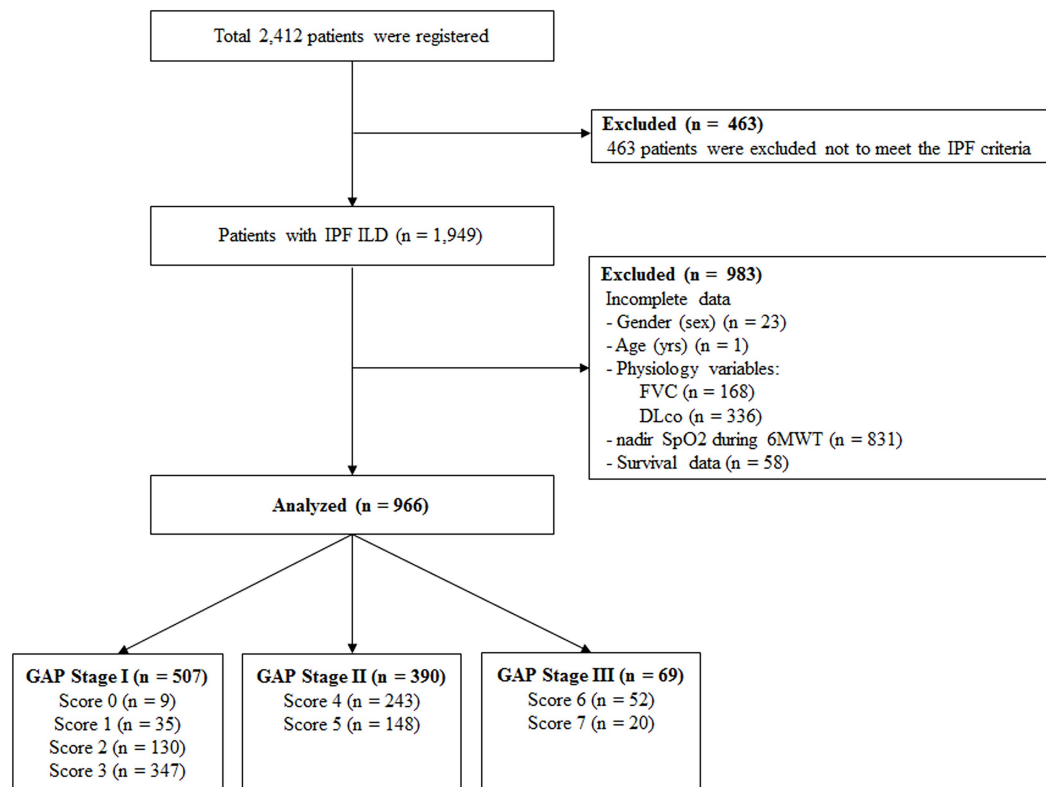 Total 2,412 patients were registered
Excluded (n = 463)
463 patients were excluded not to meet the IPF criteria
Patients with IPF ILD (n = 1,949)
Excluded (n = 983)
Incomplete data
- Gender (sex) (n = 23)
- Age (yrs) (n = 1)
- Physiology variables:
FVC (n = 168)
DLco (n = 336)
- nadir SpO2 during 6MWT (n = 831)
- Survival data (n = 58)
Analyzed (n = 966)
GAP Stage I (n = 507)
Score 0 (n = 9)
Score 1 (n = 35)
Score 2 (n = 130)
Score 3 (n = 347)
GAP Stage II (n = 390)
Score 4 (n = 243)
Score 5 (n = 148)
GAP Stage III (n = 69)
Score 6 (n = 52)
Score 7 (n = 20)